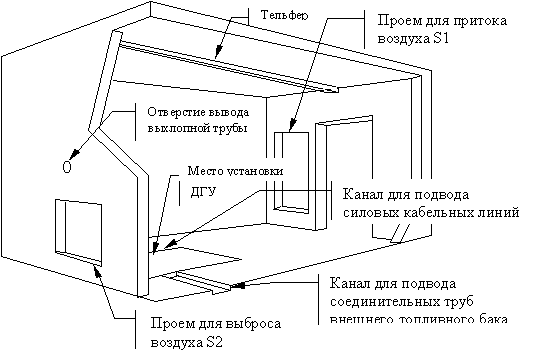 Тельфер
Проем для притока
воздуха S1
Отверстие вывода
выхлопной трубы
Место установки
ДГУ
Канал для подвода
силовых кабельных линий
Канал для подвода
соединительных труб
внешнего топливного бака
Проем для выброса
воздуха S2